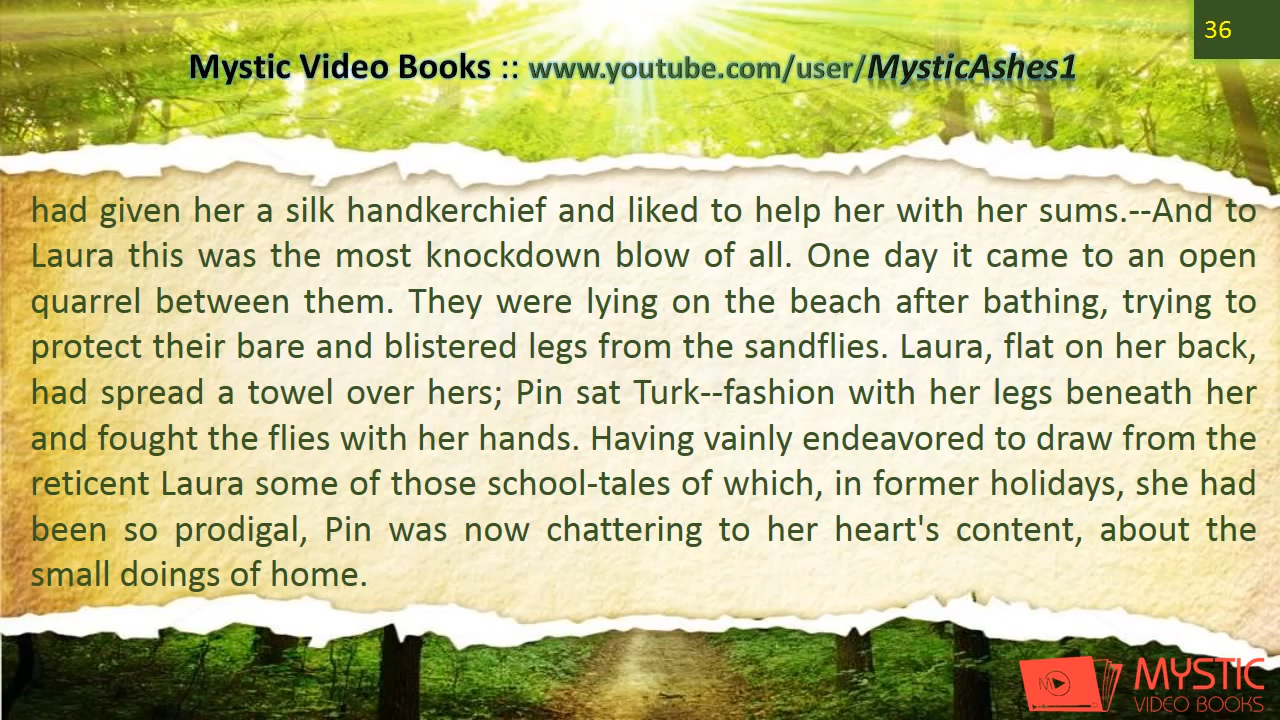 36
Mystic Video Books :: www.youtube.com/user/MysticAshes1
had given her a silk handkerchief and liked to help her with her sums.--And to
Laura this was the most knockdown blow of all. One day it came to an open
quarrel between them. They were lying on the beach after bathing, trying to
protect their bare and blistered legs from the sandflies. Laura, flat on her back,
had spread a towel over hers; Pin sat Turk--fashion with her legs beneath her
and fought the flies with her hands. Having vainly endeavored to draw from the
reticent Laura some of those school-tales of which, in former holidays, she had
been so prodigal, Pin was now chattering to her heart's content, about the
small doings of home.
MYSTIC
VIDEO BOOKS